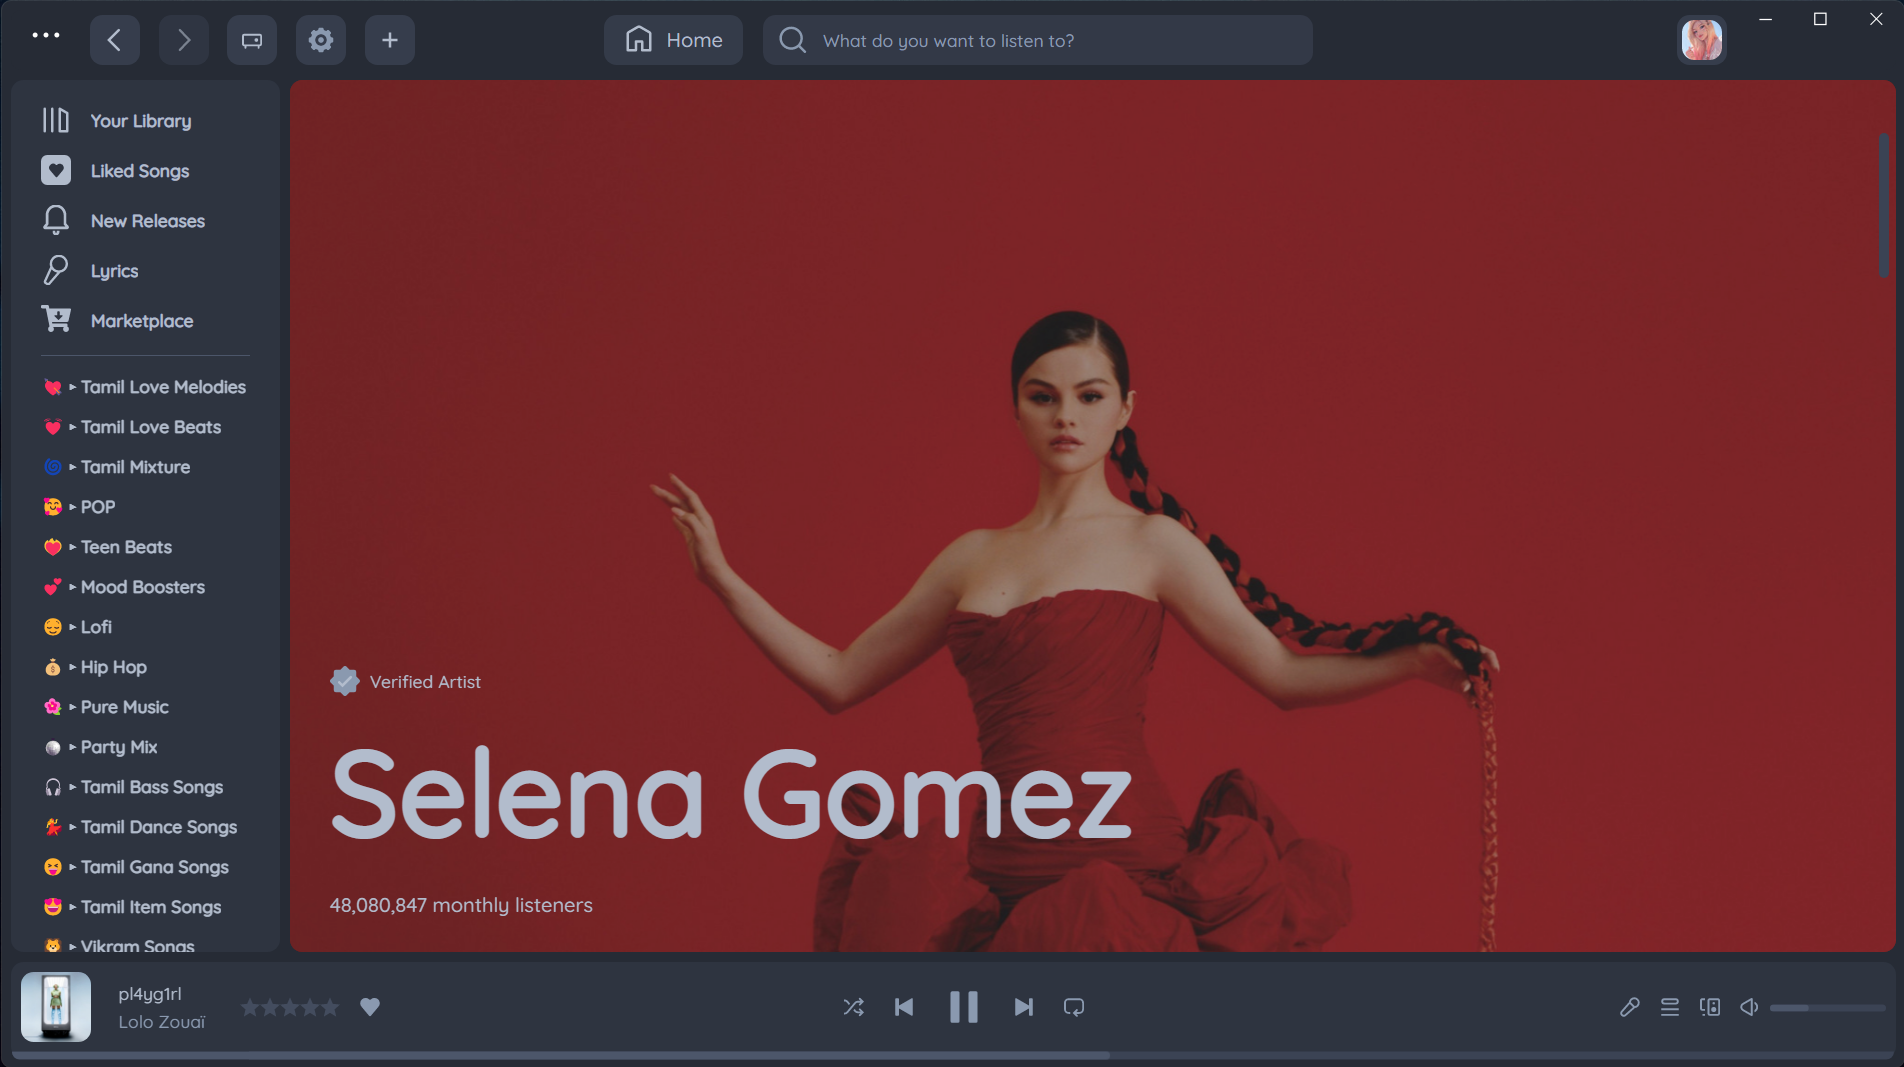 Home
What do you want to listen to?
Your Library
Liked Songs
New Releases
Lyrics
Marketplace
💘 ▸ Tamil Love Melodies
💓 ▸ Tamil Love Beats
🌀 ▸ Tamil Mixture
🥰 ▸ POP
❤️‍🔥 ▸ Teen Beats
💕 ▸ Mood Boosters
😌 ▸ Lofi
💰 ▸ Hip Hop
🌺 ▸ Pure Music
🪩 ▸ Party Mix
🎧 ▸ Tamil Bass Songs
💃 ▸ Tamil Dance Songs
😝 ▸ Tamil Gana Songs
😍 ▸ Tamil Item Songs
🦁 ▸ Vikram Songs
Verified Artist
Selena Gomez
48,080,847 monthly listeners
pl4yg1rl
Lolo Zouaï